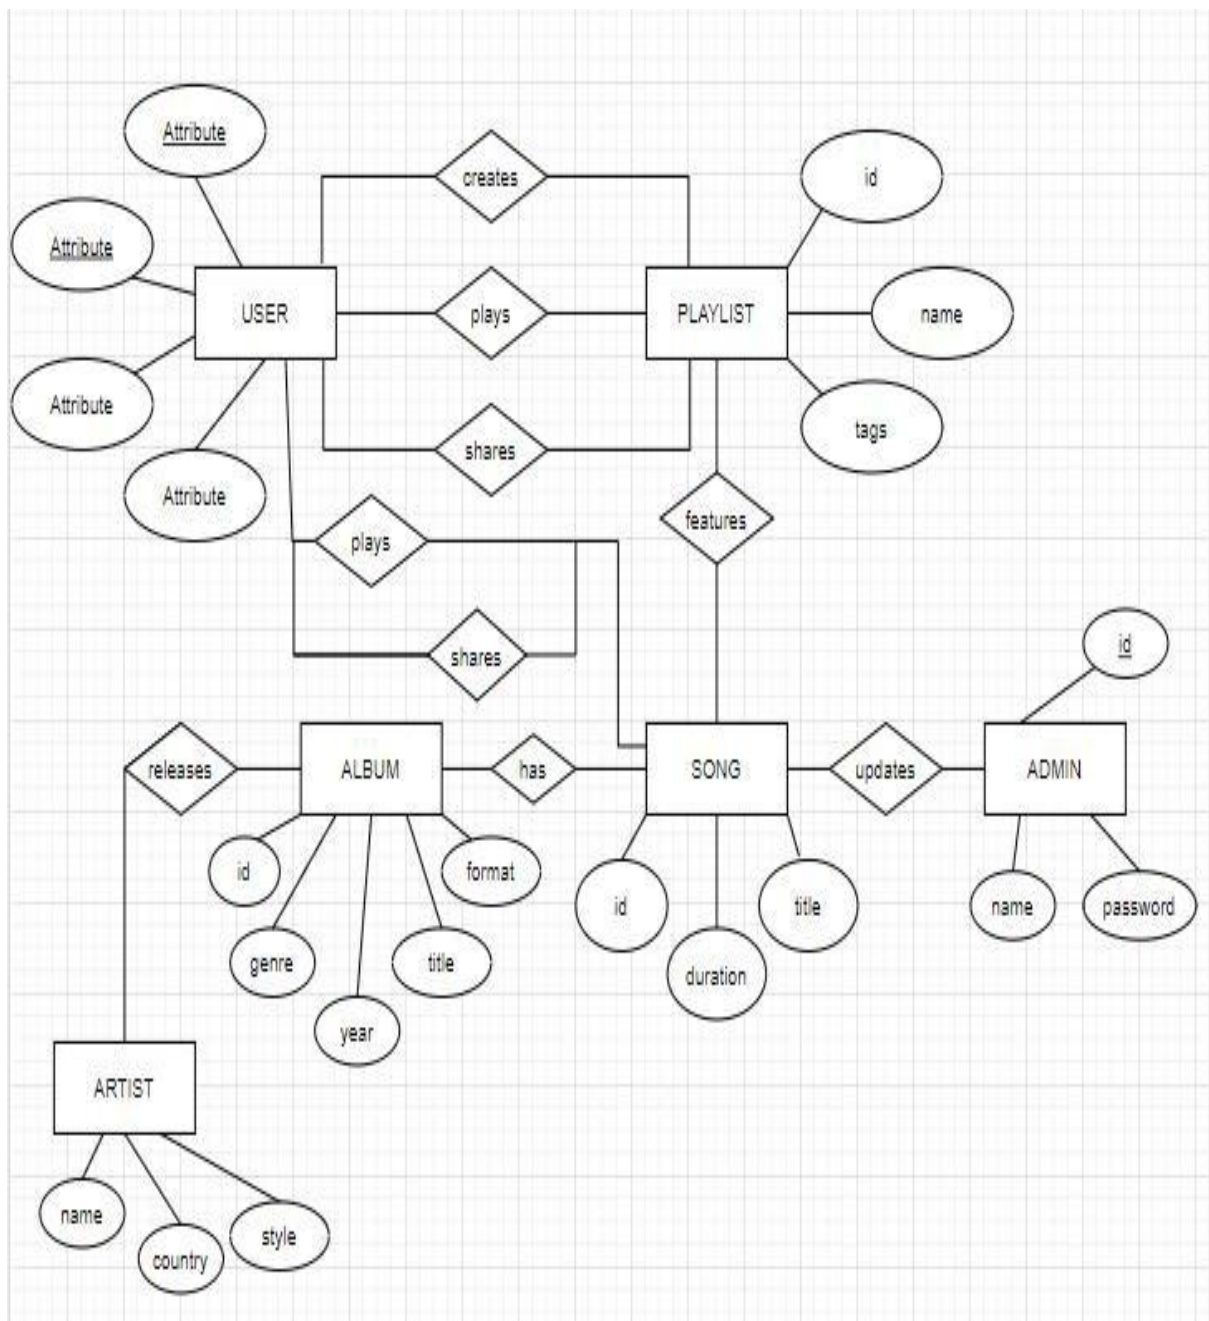 Attribute
creates
id
Attribute
USER
plays
PLAYLIST
name
Attribute
shares
tags
Attribute
features
plays
shares
id
releases
ALBUM
has
SONG
updates
ADMIN
id
format
id
title
name
password
genre
title
duration
year
ARTIST
name
country
style